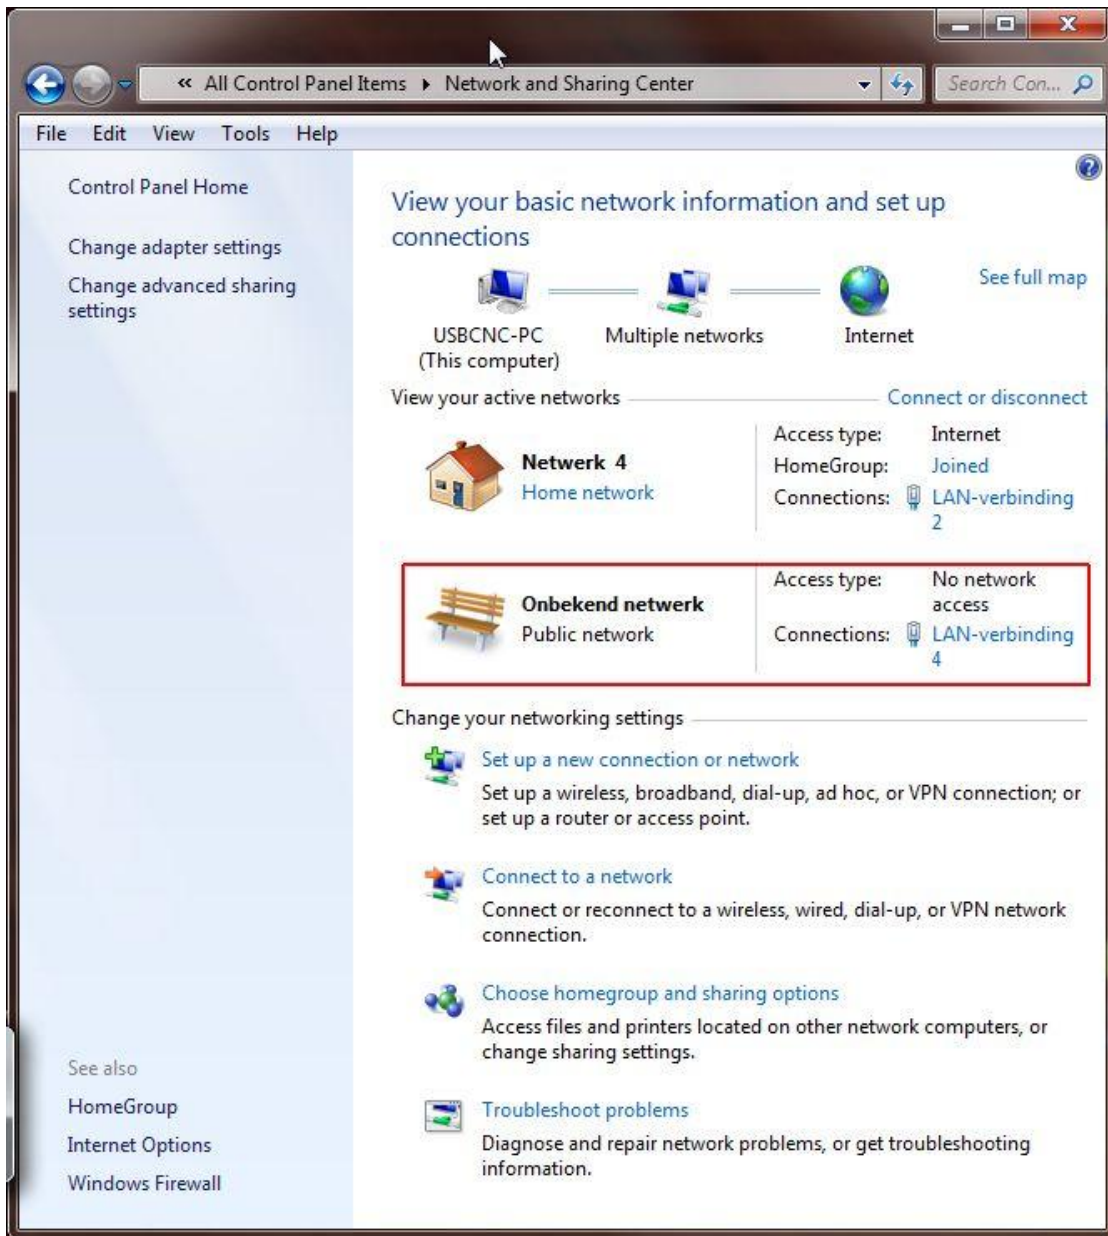 « All Control Panel Items ▸ Network and Sharing Center
Search Con...
File Edit View Tools Help
Control Panel Home
Change adapter settings
Change advanced sharing
settings
See also
HomeGroup
Internet Options
Windows Firewall
View your basic network information and set up
connections
See full map
USBCNC-PC
(This computer)
Multiple networks
Internet
View your active networks
Connect or disconnect
Netwerk 4
Home network
Access type: Internet
HomeGroup: Joined
Connections: LAN-verbinding
2
Onbekend netwerk
Public network
Access type: No network
access
Connections: LAN-verbinding
4
Change your networking settings
Set up a new connection or network
Set up a wireless, broadband, dial-up, ad hoc, or VPN connection; or
set up a router or access point.
Connect to a network
Connect or reconnect to a wireless, wired, dial-up, or VPN network
connection.
Choose homegroup and sharing options
Access files and printers located on other network computers, or
change sharing settings.
Troubleshoot problems
Diagnose and repair network problems, or get troubleshooting
information.